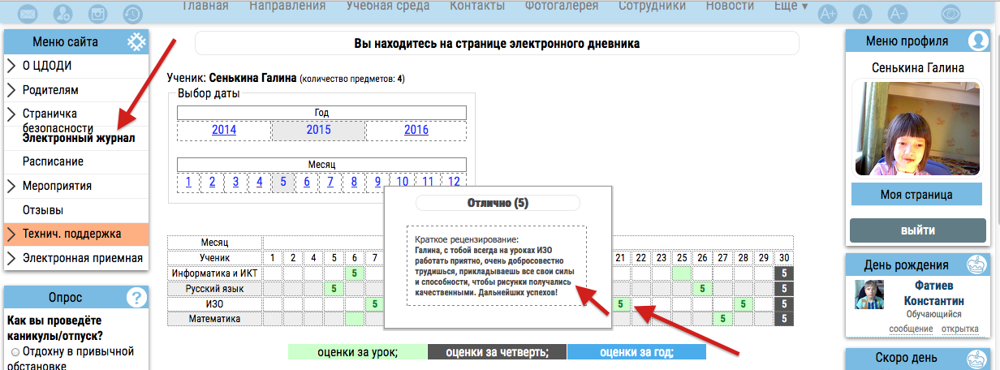 Главная Направления Учебная среда Контакты Фотогалерея Сотрудники Новости Еще ▾
A+ A A-
Меню сайта
О ЦДОДИ
Родителям
Страничка
безопасности
Электронный журнал
Расписание
Мероприятия
Отзывы
Технич. поддержка
Электронная приемная
Опрос
?
Как вы проведёте
каникулы/отпуск?
Отдохну в привычной
обстановке
Вы находитесь на странице электронного дневника
Ученик: Сенькина Галина (количество предметов: 4)
Выбор даты
Год
2014 2015 2016
Месяц
1 2 3 4 5 6 7 8 9 10 11 12
Отлично (5)
Краткое рецензирование:
Галина, с тобой всегда на уроках ИЗО
работать приятно, очень добросовестно
трудишься, прикладываешь все свои силы
и способности, чтобы рисунки получались
качественными. Дальнейших успехов!
Месяц
Ученик 1 2 4 5 6 7 21 22 23 24 25 26 27 28 29 30
Информатика и ИКТ 5 5
Русский язык 5 5 5
ИЗО 5 5 5 5
Математика 5 5
оценки за урок; оценки за четверть; оценки за год;
Меню профиля
Сенькина Галина
Моя страница
выйти
День рождения
Фатиев
Константин
Обучающийся
сообщение открытка
Скоро день